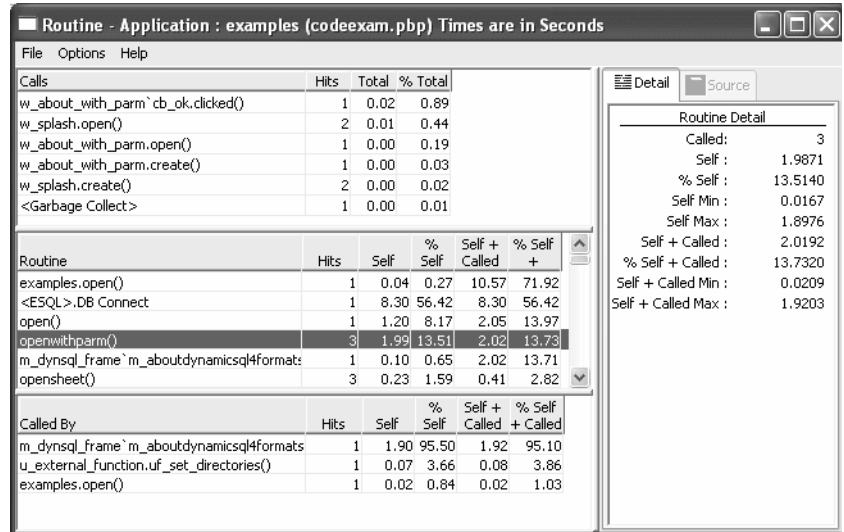 Routine - Application : examples (codeexam.pbp) Times are in Seconds
File Options Help
Calls Hits Total % Total
w_about_with_parm`cb_ok.clicked() 1 0.02 0.89
w_splash.open() 2 0.01 0.44
w_about_with_parm.open() 1 0.00 0.19
w_about_with_parm.create() 1 0.00 0.03
w_splash.create() 2 0.00 0.02
<Garbage Collect> 1 0.00 0.01
Routine Hits Self % Self Self + Called % Self +
examples.open() 1 0.04 0.27 10.57 71.92
<ESQL>.DB Connect 1 8.30 56.42 8.30 56.42
open() 1 1.20 8.17 2.05 13.97
openwithparm() 3 1.99 13.51 2.02 13.73
m_dynsql_frame`m_aboutdynamicsql4formats 1 0.10 0.65 2.02 13.71
opensheet() 3 0.23 1.59 0.41 2.82
Called By Hits Self % Self Self + Called % Self + Called
m_dynsql_frame`m_aboutdynamicsql4formats 1 1.90 95.50 1.92 95.10
u_external_function.uf_set_directories() 1 0.07 3.66 0.08 3.86
examples.open() 1 0.02 0.84 0.02 1.03
Detail Source
Routine Detail
Called: 3
Self : 1.9871
% Self : 13.5140
Self Min : 0.0167
Self Max : 1.8976
Self + Called : 2.0192
% Self + Called : 13.7320
Self + Called Min : 0.0209
Self + Called Max : 1.9203